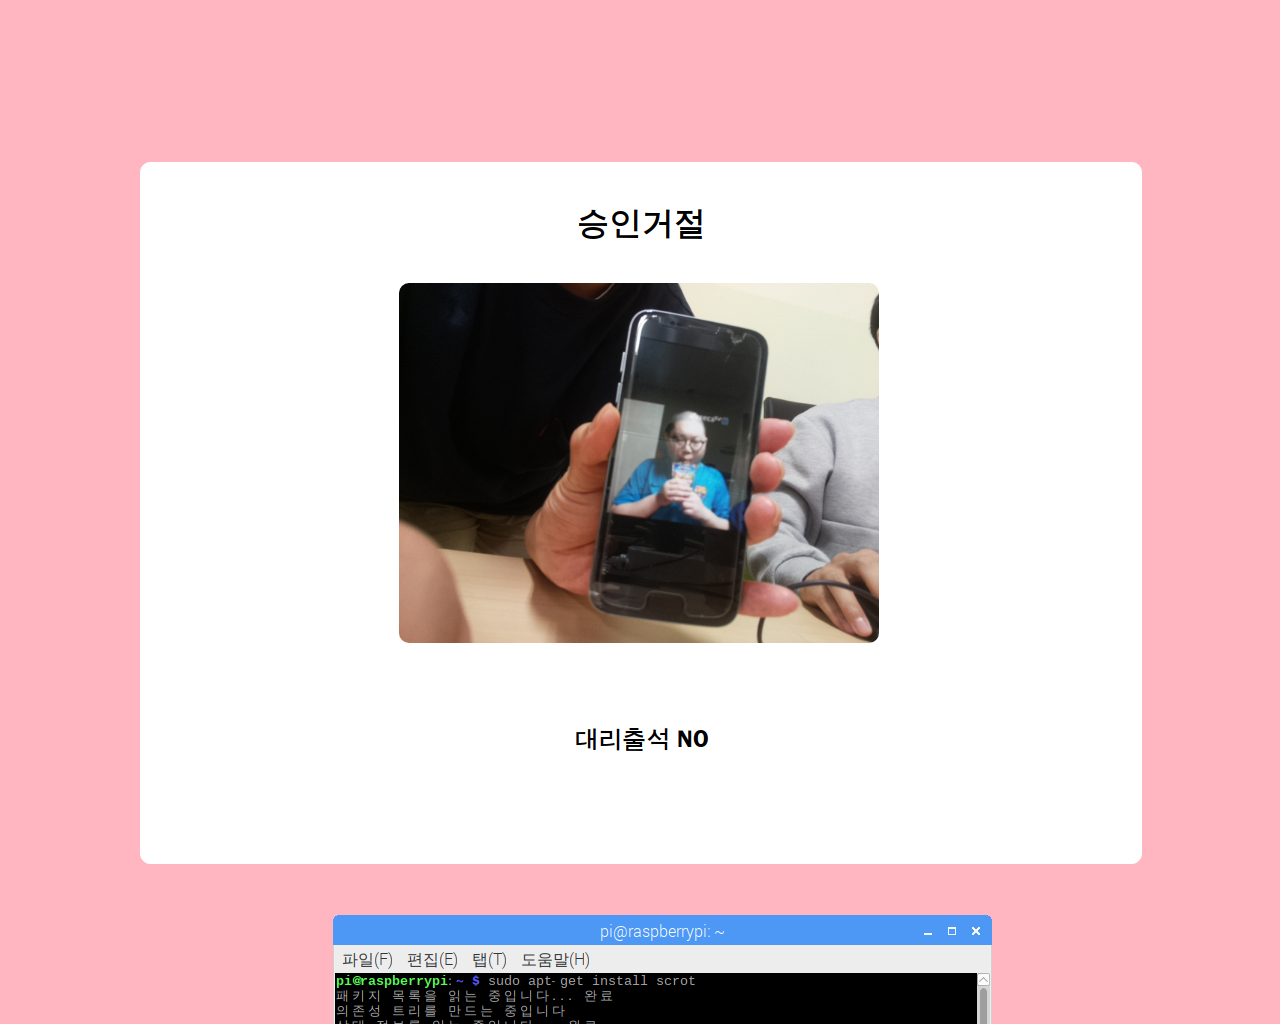 승인거절
대리출석 NO
pi@raspberrypi: ~
파일(F) 편집(E) 탭(T) 도움말(H)
pi@raspberrypi:~ $ sudo apt-get install scrot
패키지 목록을 읽는 중입니다... 완료
의존성 트리를 만드는 중입니다